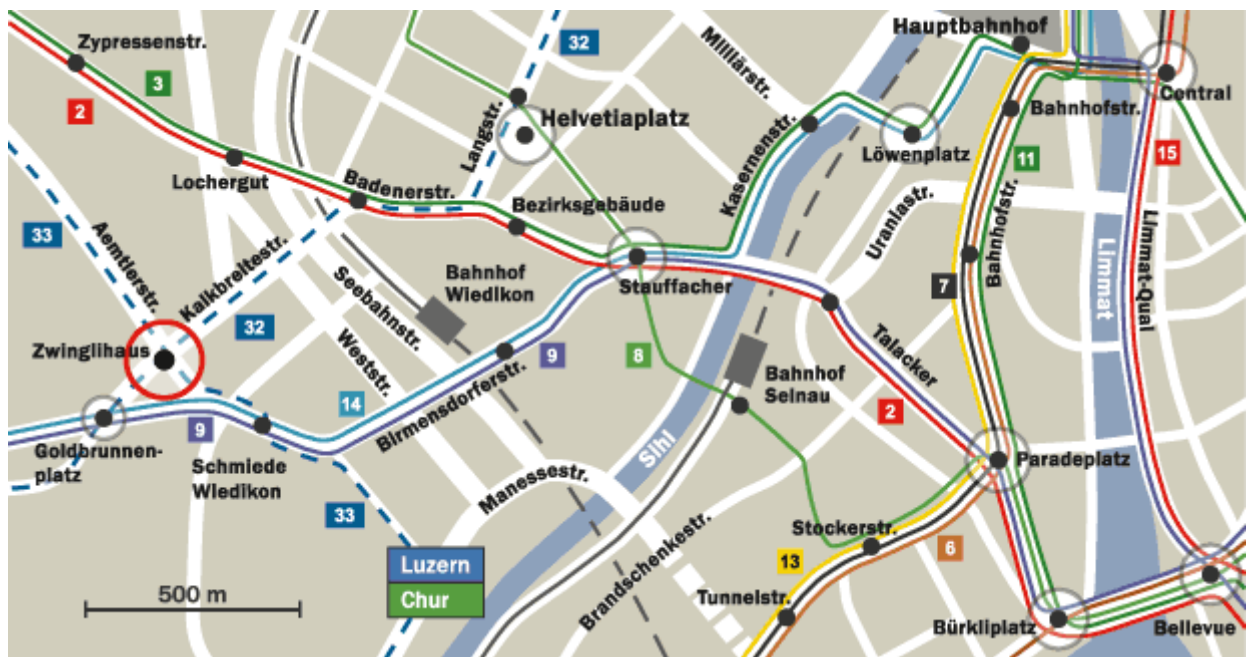 Zypressenstr.
3
2
32
Militärstr.
Hauptbahnhof
Central
Langstr.
Helvetiaplatz
Bahnhofstr.
Löwenplatz
11
15
Kasernenstr.
Lochergut
Badenerstr.
Bezirksgebäude
Uraniastr.
33
Aemtlerstr.
Kalkbreitestr.
Seebahnstr.
Bahnhof
Wiedikon
Stauffacher
Bahnhofstr.
Limmat
Limmat-Quai
7
32
Zwinglihaus
Weststr.
9
8
Talacker
Bahnhof
Selnau
14
Birmensdorferstr.
2
9
Goldbrunnen-
platz
Schmiede
Wiedikon
Sihl
Paradeplatz
Manessestr.
33
Stockerstr.
6
13
Brandschenkestr.
Luzern
Chur
500 m
Tunnelstr.
Bürkliplatz
Bellevue